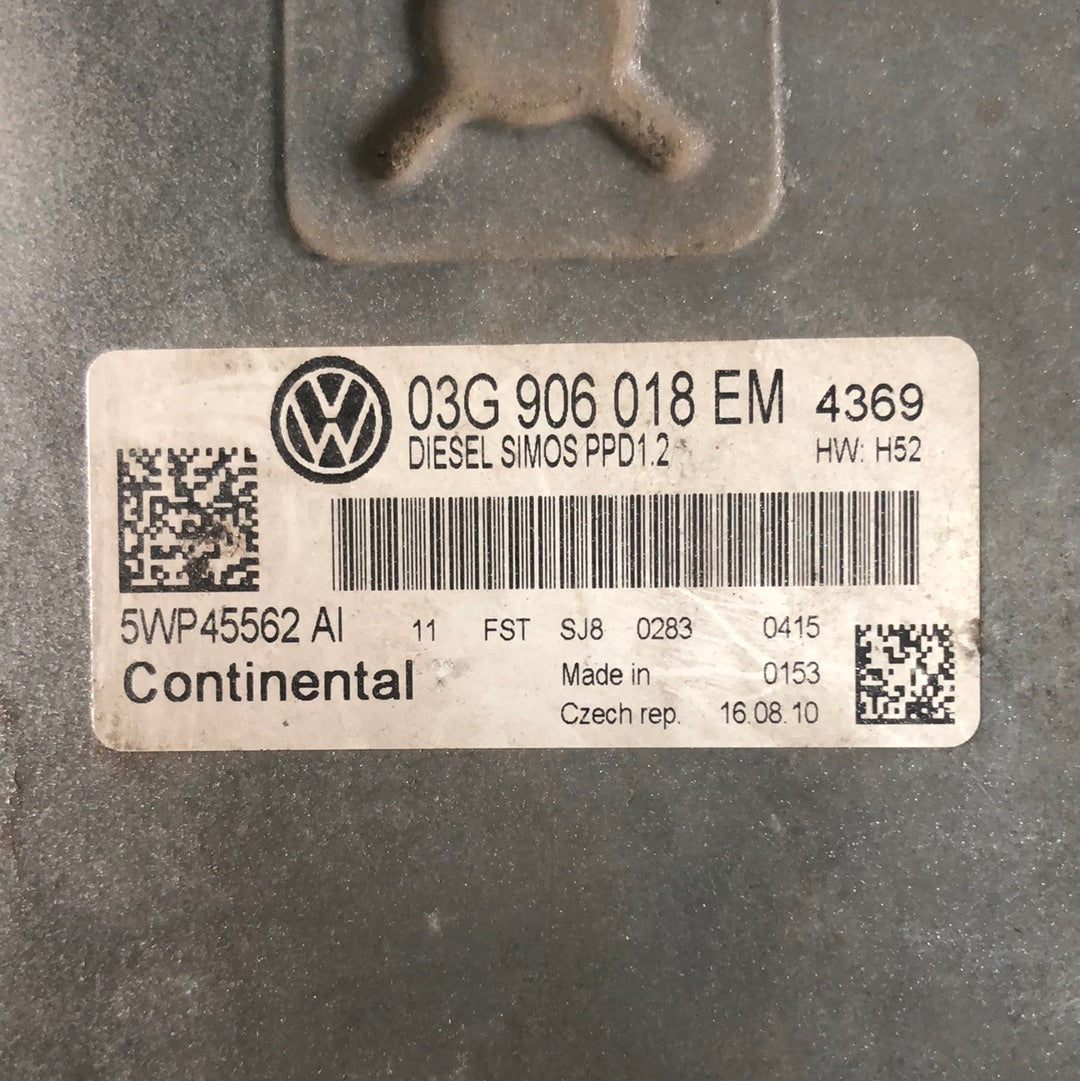 03G 906 018 EM 4369
DIESEL SIMOS PPD1.2 HW: H52
5WP45562 AI 11 FST SJ8 0283 0415
Continental Made in 0153
Czech rep. 16.08.10